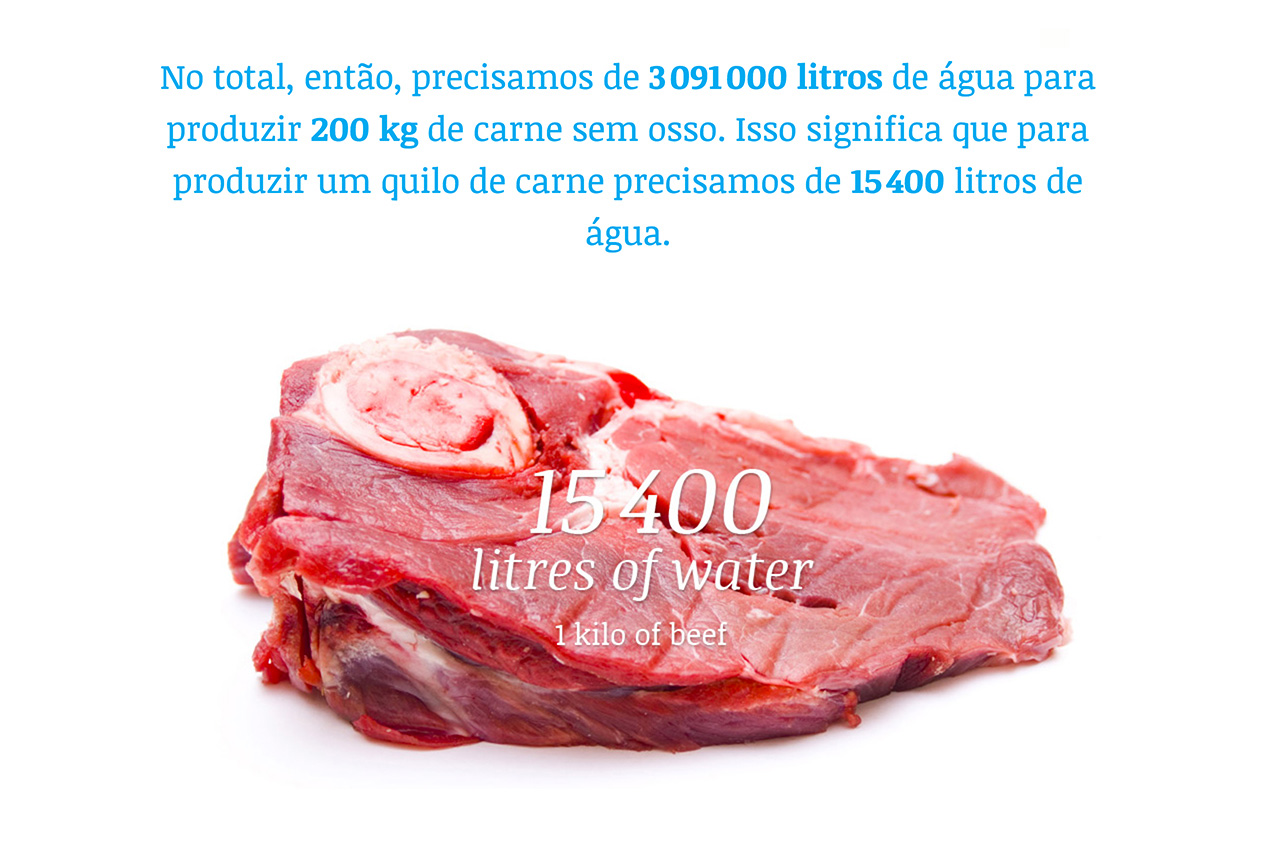 No total, então, precisamos de 3 091 000 litros de água para
produzir 200 kg de carne sem osso. Isso significa que para
produzir um quilo de carne precisamos de 15 400 litros de
água.
15 400
litres of water
1 kilo of beef